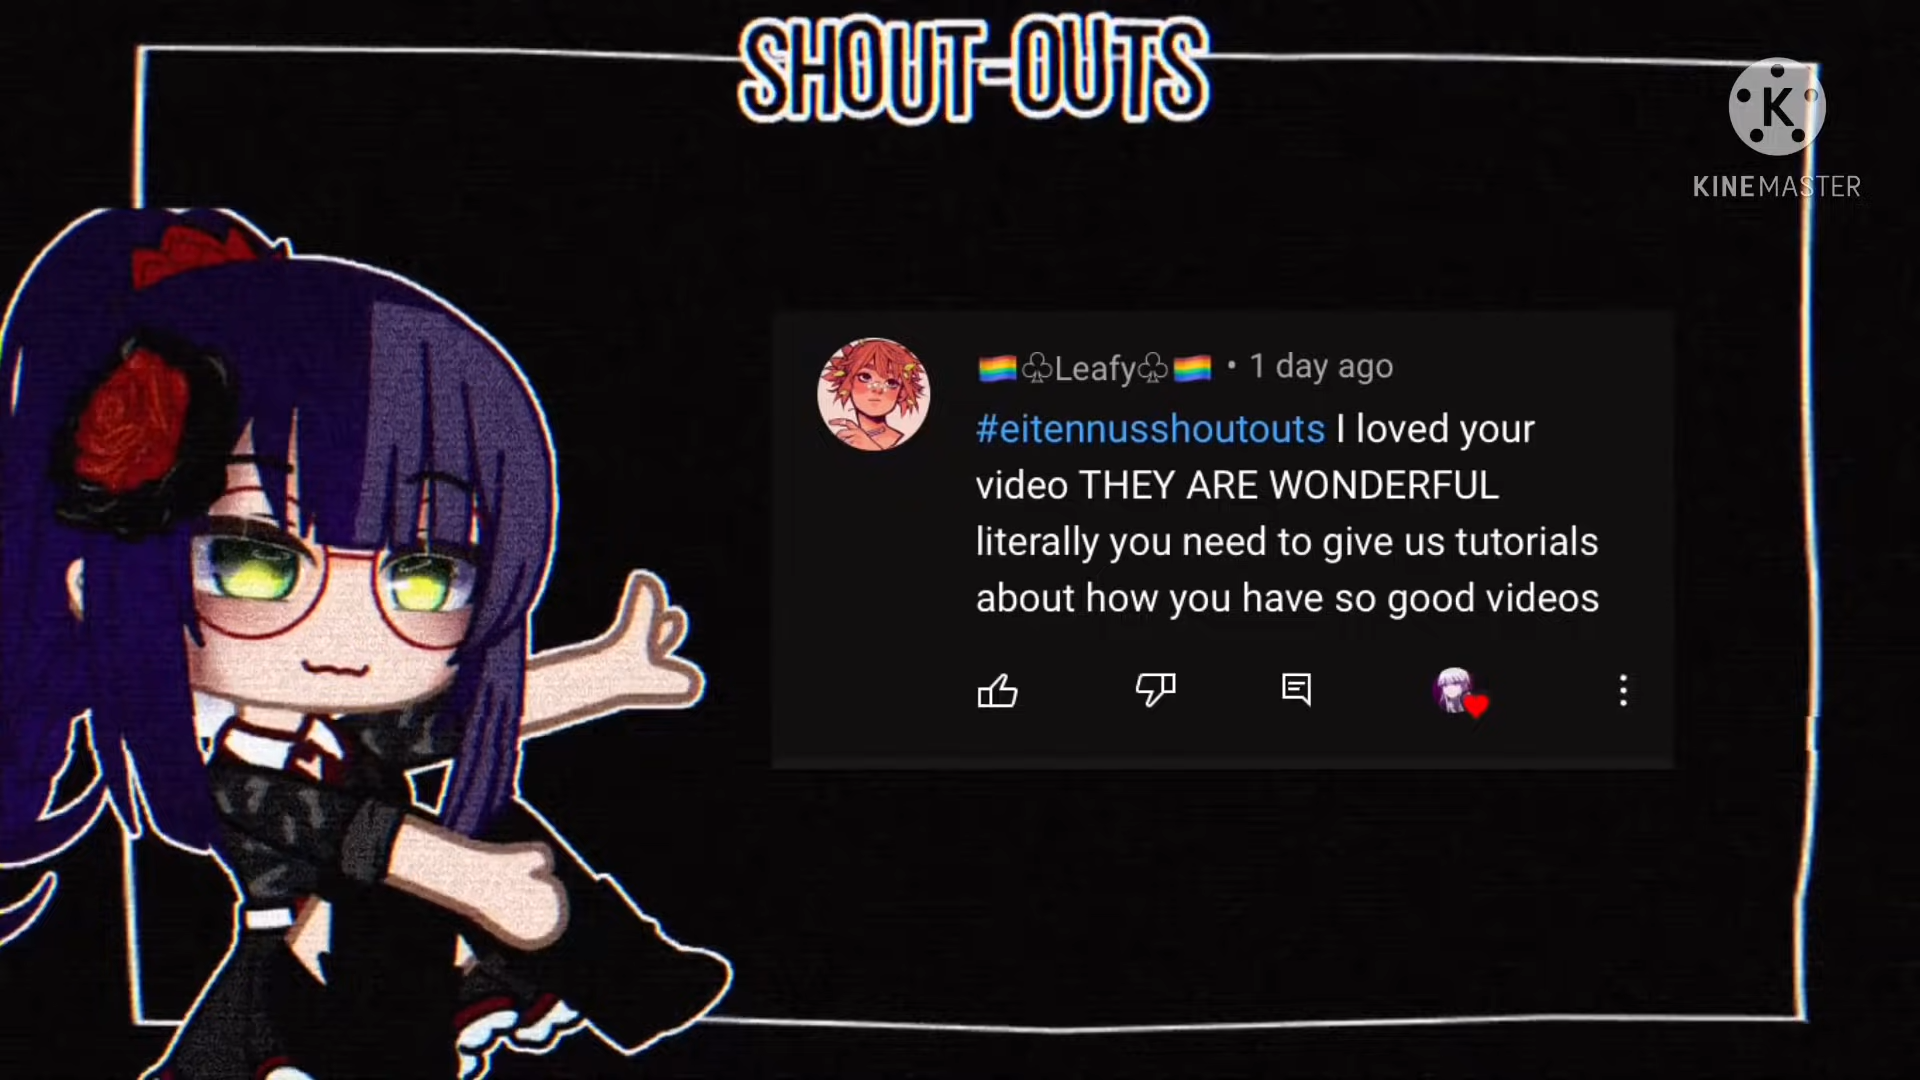 SHOUT-OUTS
K
KINEMASTER
🏳️‍🌈♧Leafy♧🏳️‍🌈 • 1 day ago
#eitennusshoutouts I loved your
video THEY ARE WONDERFUL
literally you need to give us tutorials
about how you have so good videos